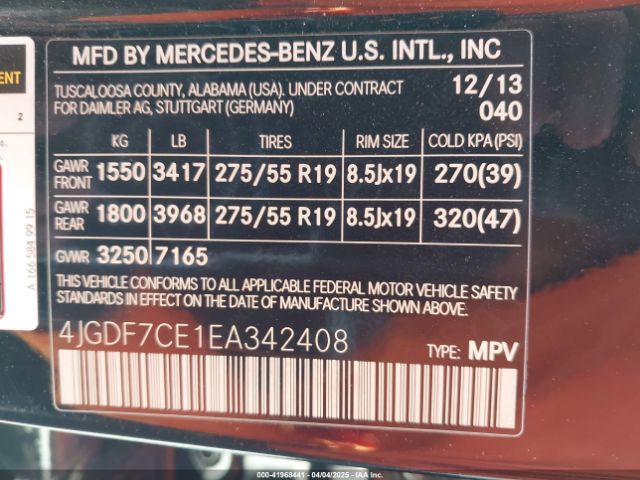 MFD BY MERCEDES-BENZ U.S. INTL., INC
TUSCALOOSA COUNTY, ALABAMA (USA). UNDER CONTRACT 12/13
FOR DAIMLER AG, STUTTGART (GERMANY) 040
KG LB TIRES RIM SIZE COLD KPA (PSI)
GAWR FRONT 1550 3417 275/55 R19 8.5Jx19 270(39)
GAWR REAR 1800 3968 275/55 R19 8.5Jx19 320(47)
GVWR 3250 7165
THIS VEHICLE CONFORMS TO ALL APPLICABLE FEDERAL MOTOR VEHICLE SAFETY
STANDARDS IN EFFECT ON THE DATE OF MANUFACTURE SHOWN ABOVE.
4JGDF7CE1EA342408 TYPE: MPV
ENT
2
A 166 584 99 15
000-41968441 - 04/04/2025 - IAAI.COM